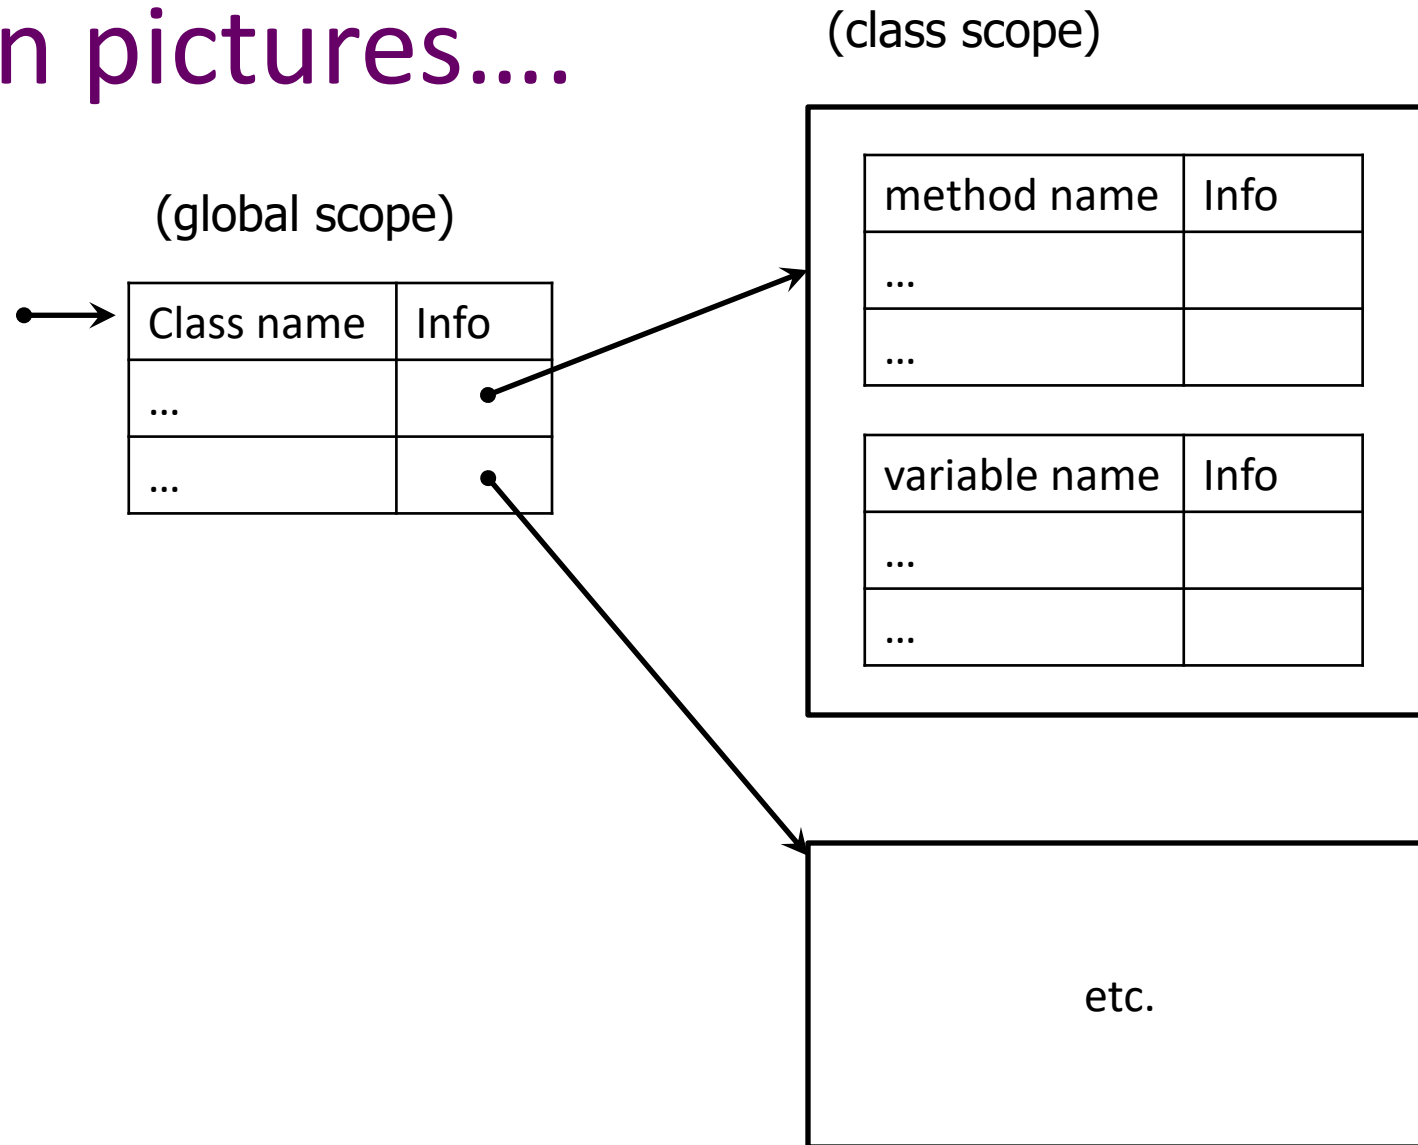 n pictures....
(class scope)
(global scope)
Class name Info
...
...
method name Info
...
...
variable name Info
...
...
etc.